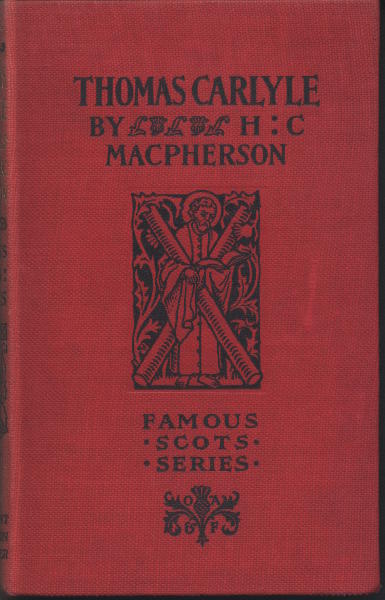 THOMAS CARLYLE
BY H:C
MACPHERSON
FAMOUS
·SCOTS·
·SERIES·
O A
& F